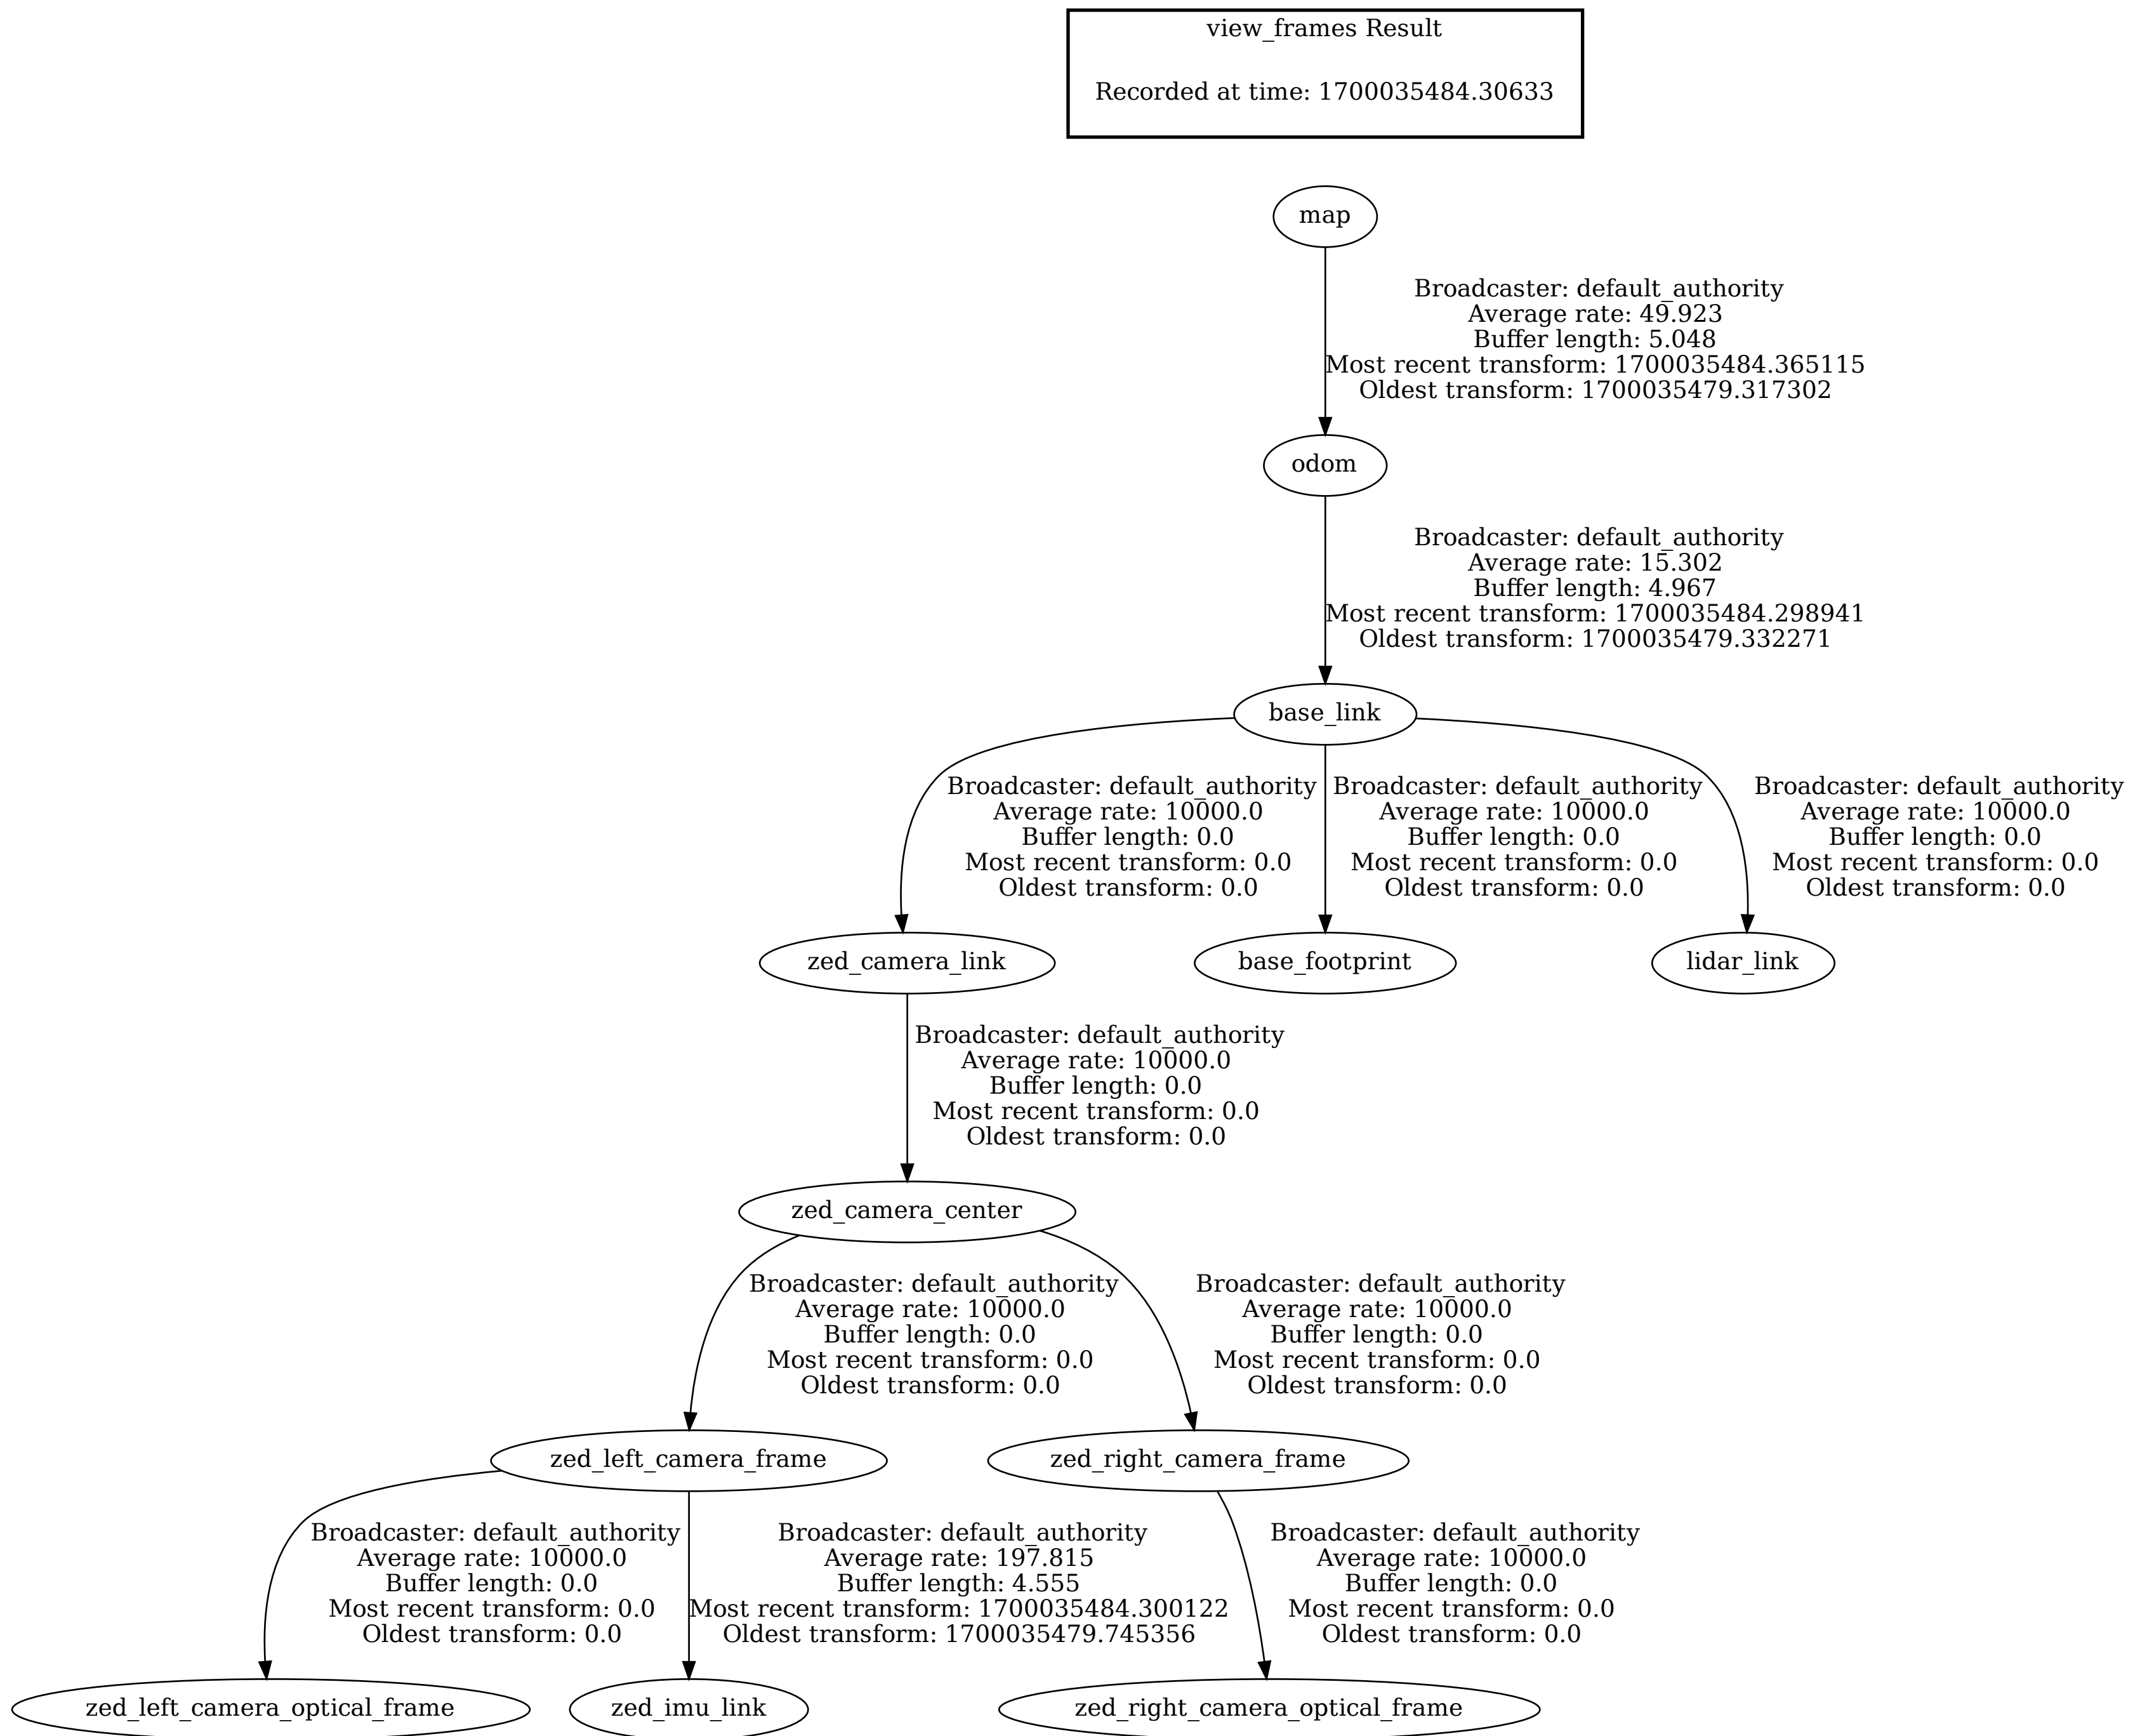 view_frames Result
Recorded at time: 1700035484.30633
map
Broadcaster: default_authority
Average rate: 49.923
Buffer length: 5.048
Most recent transform: 1700035484.365115
Oldest transform: 1700035479.317302
odom
Broadcaster: default_authority
Average rate: 15.302
Buffer length: 4.967
Most recent transform: 1700035484.298941
Oldest transform: 1700035479.332271
base_link
Broadcaster: default_authority
Average rate: 10000.0
Buffer length: 0.0
Most recent transform: 0.0
Oldest transform: 0.0
Broadcaster: default_authority
Average rate: 10000.0
Buffer length: 0.0
Most recent transform: 0.0
Oldest transform: 0.0
Broadcaster: default_authority
Average rate: 10000.0
Buffer length: 0.0
Most recent transform: 0.0
Oldest transform: 0.0
zed_camera_link
base_footprint
lidar_link
Broadcaster: default_authority
Average rate: 10000.0
Buffer length: 0.0
Most recent transform: 0.0
Oldest transform: 0.0
zed_camera_center
Broadcaster: default_authority
Average rate: 10000.0
Buffer length: 0.0
Most recent transform: 0.0
Oldest transform: 0.0
Broadcaster: default_authority
Average rate: 10000.0
Buffer length: 0.0
Most recent transform: 0.0
Oldest transform: 0.0
zed_left_camera_frame
zed_right_camera_frame
Broadcaster: default_authority
Average rate: 10000.0
Buffer length: 0.0
Most recent transform: 0.0
Oldest transform: 0.0
Broadcaster: default_authority
Average rate: 197.815
Buffer length: 4.555
Most recent transform: 1700035484.300122
Oldest transform: 1700035479.745356
Broadcaster: default_authority
Average rate: 10000.0
Buffer length: 0.0
Most recent transform: 0.0
Oldest transform: 0.0
zed_left_camera_optical_frame
zed_imu_link
zed_right_camera_optical_frame